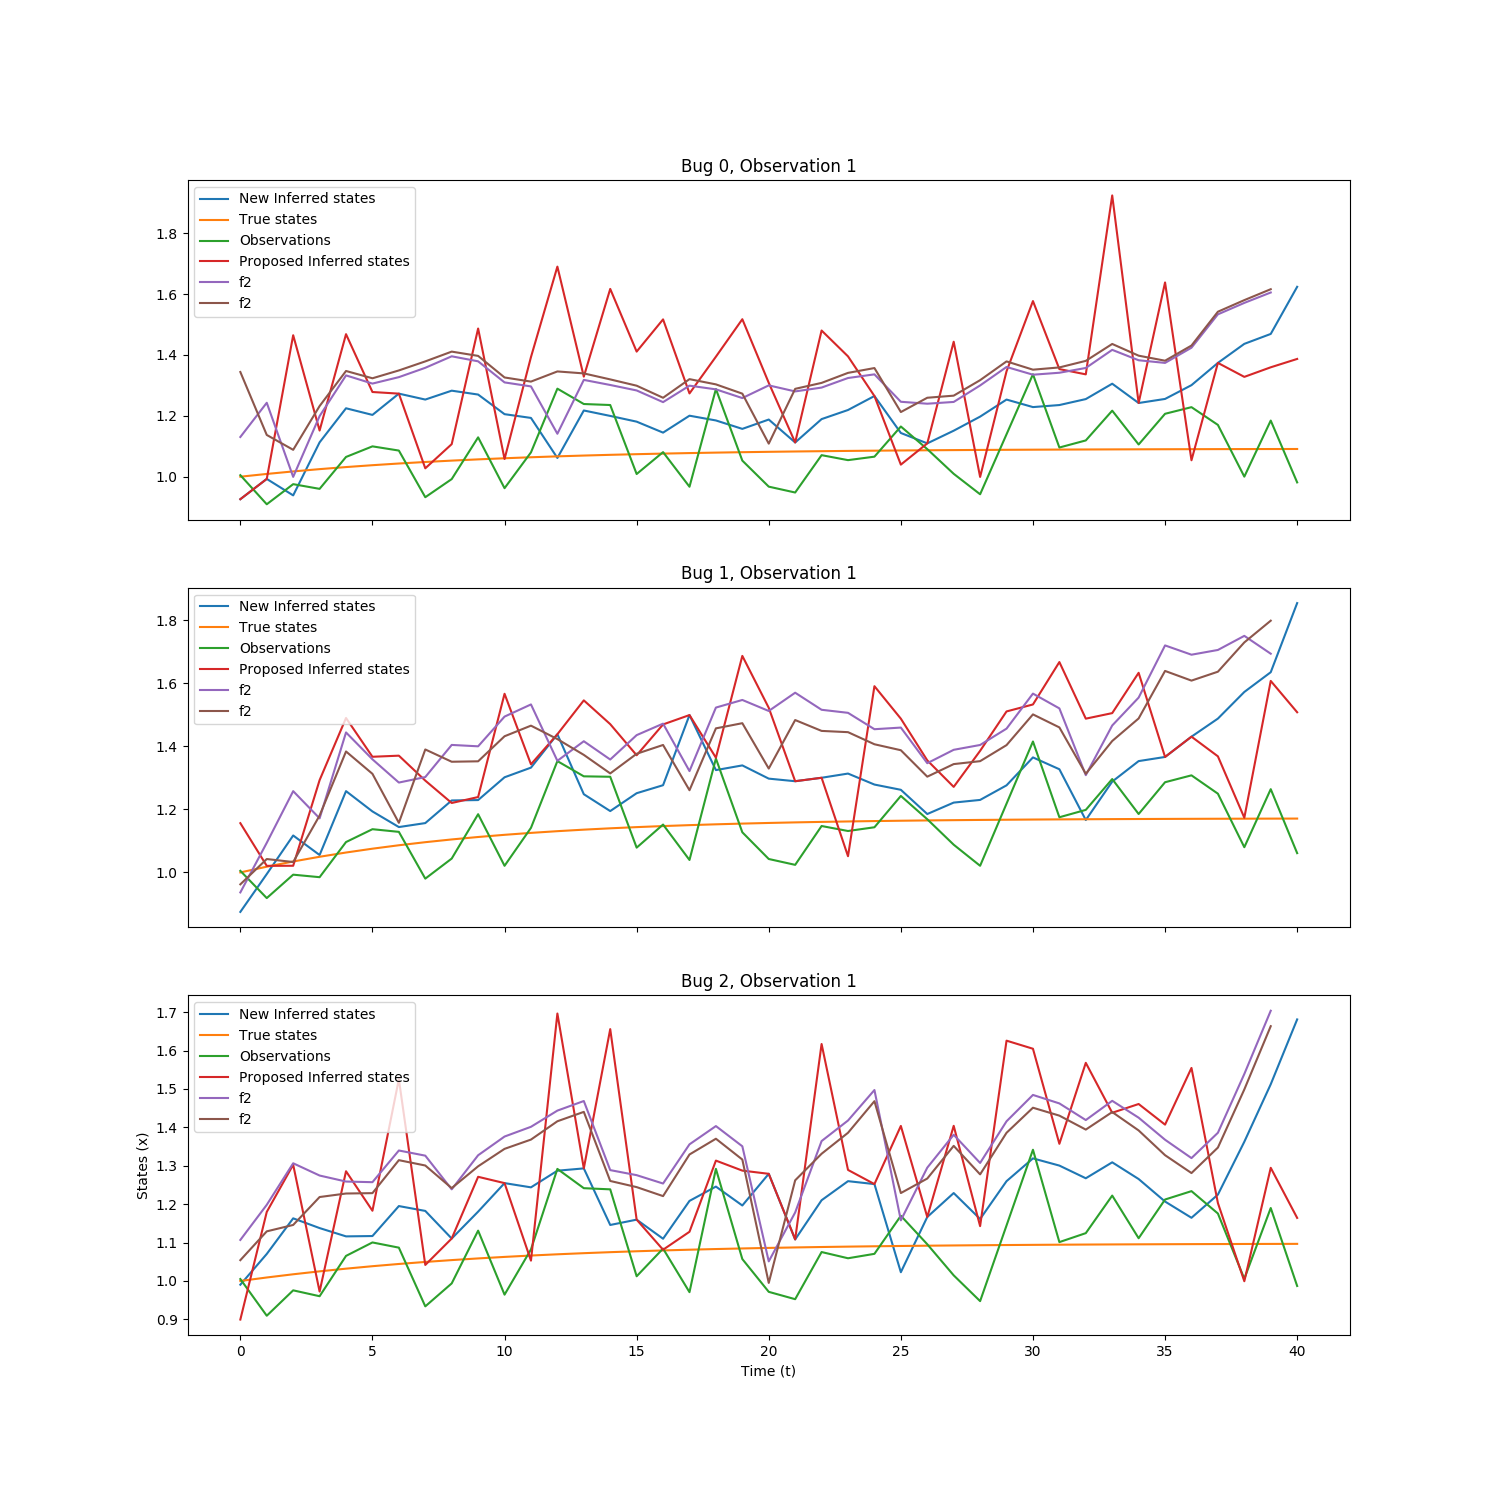 Bug 0, Observation 1
New Inferred states
True states
Observations
Proposed Inferred states
f2
f2
1.8
1.6
1.4
1.2
1.0
Bug 1, Observation 1
New Inferred states
True states
Observations
Proposed Inferred states
f2
f2
1.8
1.6
1.4
1.2
1.0
Bug 2, Observation 1
New Inferred states
True states
Observations
Proposed Inferred states
f2
f2
1.7
1.6
1.5
1.4
1.3
1.2
1.1
1.0
0.9
States (x)
0 5 10 15 20 25 30 35 40
Time (t)